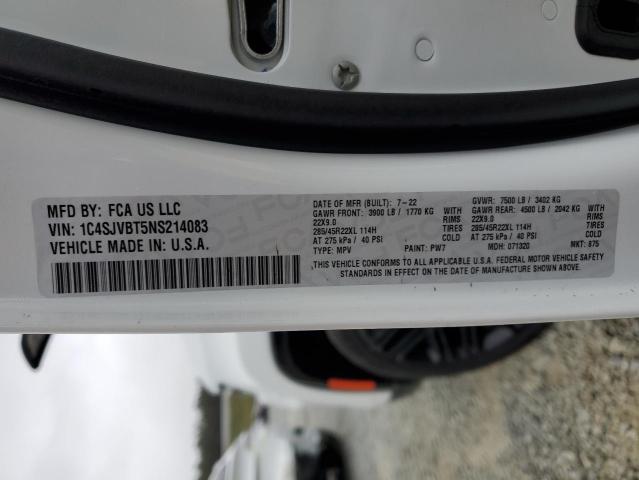 MFD BY: FCA US LLC
VIN: 1C4SJVBT5NS214083
VEHICLE MADE IN: U.S.A.
DATE OF MFR (BUILT): 7-22 GVWR: 7500 LB / 3402 KG
GAWR FRONT: 3900 LB / 1770 KG WITH GAWR REAR: 4500 LB / 2042 KG WITH
22X9.0 RIMS 22X9.0 RIMS
285/45R22XL 114H TIRES 285/45R22XL 114H TIRES
AT 275 kPa / 40 PSI COLD AT 275 kPa / 40 PSI COLD
TYPE: MPV PAINT: PW7 MDH: 071320 MKT: 875
THIS VEHICLE CONFORMS TO ALL APPLICABLE U.S.A. FEDERAL MOTOR VEHICLE SAFETY
STANDARDS IN EFFECT ON THE DATE OF MANUFACTURE SHOWN ABOVE.